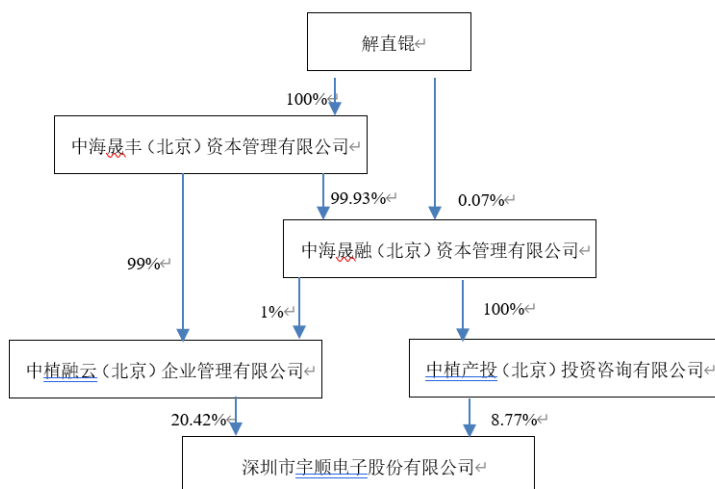 解直锟
100%
中海晟丰（北京）资本管理有限公司
99.93%
0.07%
中海晟融（北京）资本管理有限公司
99%
1%
100%
中植融云（北京）企业管理有限公司
中植产投（北京）投资咨询有限公司
20.42%
8.77%
深圳市宇顺电子股份有限公司